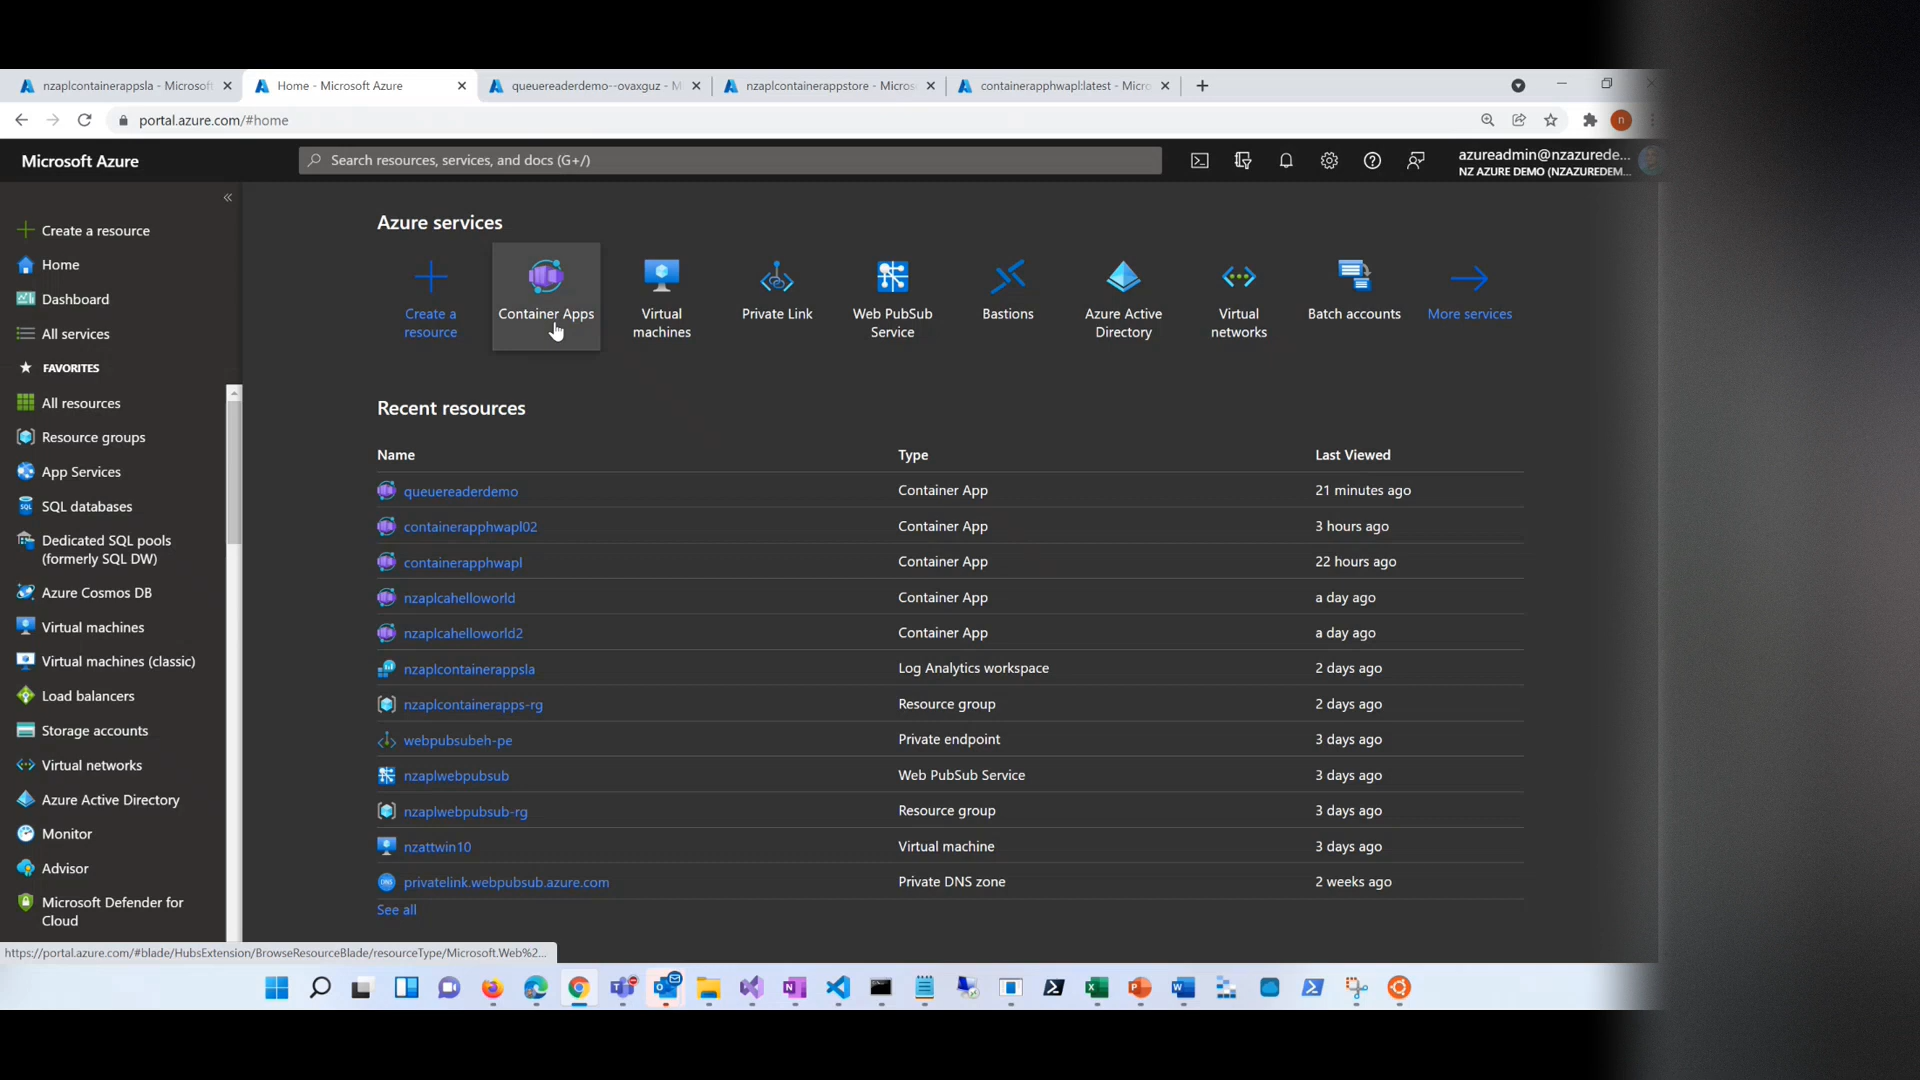 nzaplcontainerappsla - Microsoft
Home - Microsoft Azure
queuereaderdemo--ovaxguz - M
nzaplcontainerappstore - Micros
containerapphwapl:latest - Micro
portal.azure.com/#home
n
Microsoft Azure
Search resources, services, and docs (G+/)
azureadmin@nzazurede...
NZ AZURE DEMO (NZAZUREDEM...
Create a resource
Home
Dashboard
All services
FAVORITES
All resources
Resource groups
App Services
SQL databases
Dedicated SQL pools
(formerly SQL DW)
Azure Cosmos DB
Virtual machines
Virtual machines (classic)
Load balancers
Storage accounts
Virtual networks
Azure Active Directory
Monitor
Advisor
Microsoft Defender for
Cloud
Azure services
Create a
resource
Container Apps
Virtual
machines
Private Link
Web PubSub
Service
Bastions
Azure Active
Directory
Virtual
networks
Batch accounts
More services
Recent resources
Name Type Last Viewed
queuereaderdemo Container App 21 minutes ago
containerapphwapl02 Container App 3 hours ago
containerapphwapl Container App 22 hours ago
nzaplcahelloworld Container App a day ago
nzaplcahelloworld2 Container App a day ago
nzaplcontainerappsla Log Analytics workspace 2 days ago
nzaplcontainerapps-rg Resource group 2 days ago
webpubsubeh-pe Private endpoint 3 days ago
nzaplwebpubsub Web PubSub Service 3 days ago
nzaplwebpubsub-rg Resource group 3 days ago
nzattwin10 Virtual machine 3 days ago
privatelink.webpubsub.azure.com Private DNS zone 2 weeks ago
See all
https://portal.azure.com/#blade/HubsExtension/BrowseResourceBlade/resourceType/Microsoft.Web%2...